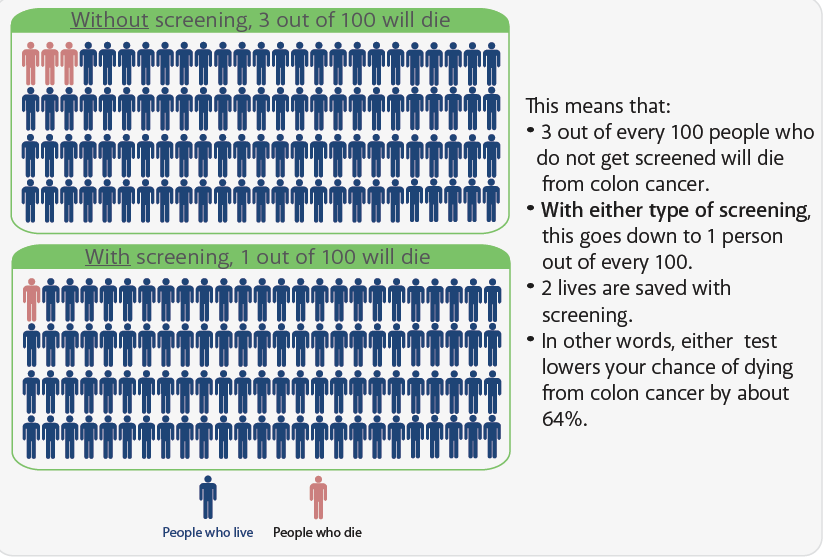 Without screening, 3 out of 100 will die
This means that:
• 3 out of every 100 people who
do not get screened will die
from colon cancer.
• With either type of screening,
this goes down to 1 person
out of every 100.
• 2 lives are saved with
screening.
• In other words, either test
lowers your chance of dying
from colon cancer by about
64%.
With screening, 1 out of 100 will die
People who live
People who die